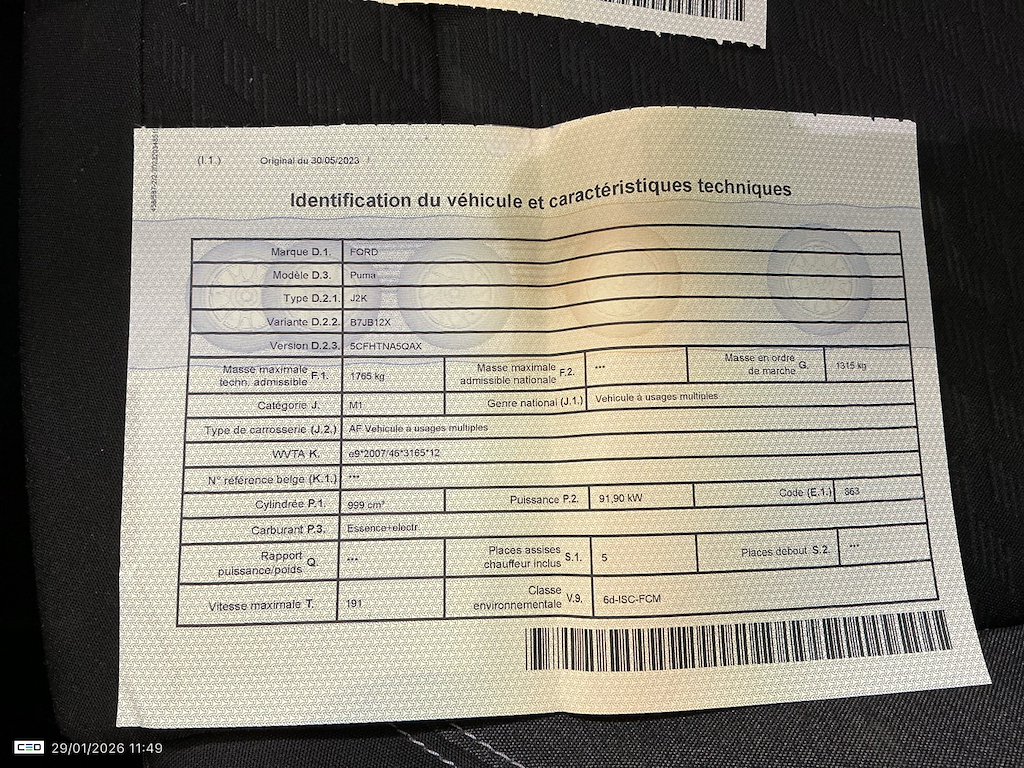 (I.1.) Original du 30/05/2023
Identification du véhicule et caractéristiques techniques
Marque D.1. FORD
Modèle D.3. Puma
Type D.2.1. J2K
Variante D.2.2. B7JB12X
Version D.2.3. 5CFHTNA5QAX
Masse maximale techn. admissible F.1. 1765 kg Masse maximale admissible nationale F.2. *** Masse en ordre de marche G. 1315 kg
Catégorie J. M1 Genre national (J.1.) Vehicule à usages multiples
Type de carrosserie (J.2.) AF Vehicule à usages multiples
WVTA K. e9*2007/46*3165*12
N° référence belge (K.1.) ***
Cylindrée P.1. 999 cm³ Puissance P.2. 91,90 kW Code (E.1.) 863
Carburant P.3. Essence+electr.
Rapport puissance/poids Q. *** Places assises chauffeur inclus S.1. 5 Places debout S.2. ***
Vitesse maximale T. 191 Classe environnementale V.9. 6d-ISC-FCM
29/01/2026 11:49